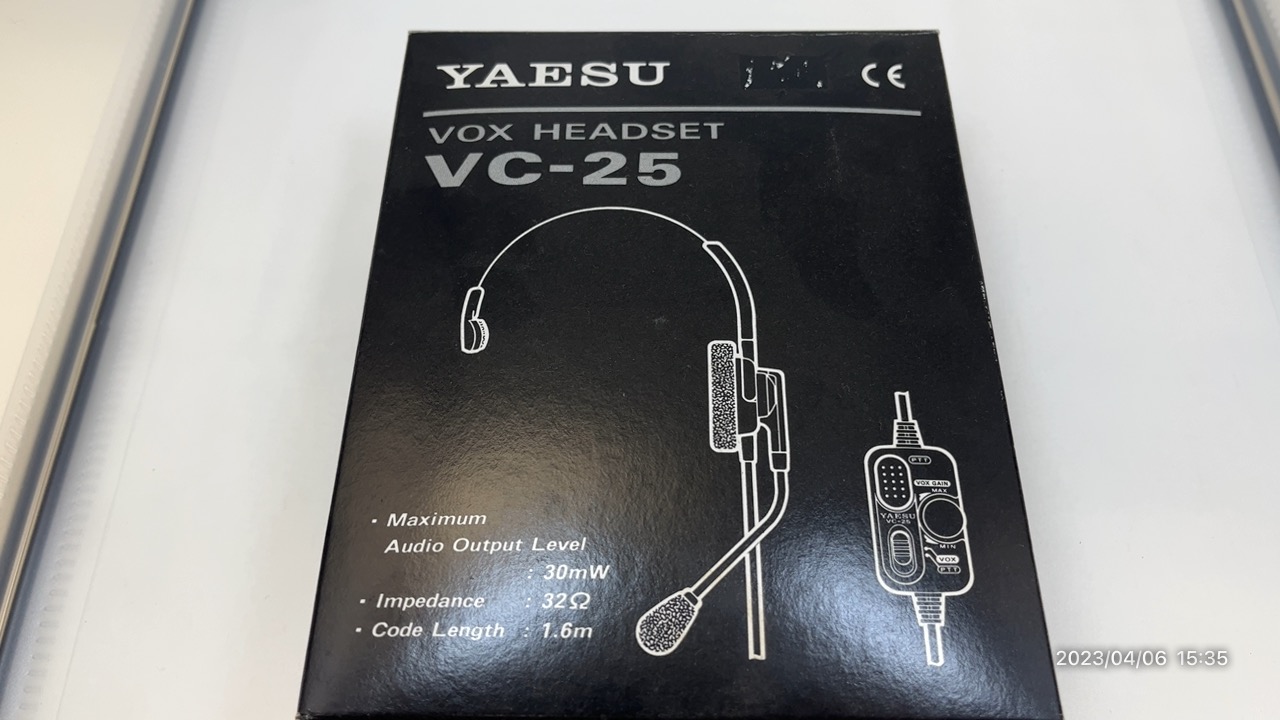 YAESU
CE
VOX HEADSET
VC-25
PTT
VOX GAIN
MAX
YAESU
VC-25
MIN
VOX
PTT
· Maximum
Audio Output Level
: 30mW
· Impedance : 32Ω
· Code Length : 1.6m
2023/04/06 15:35